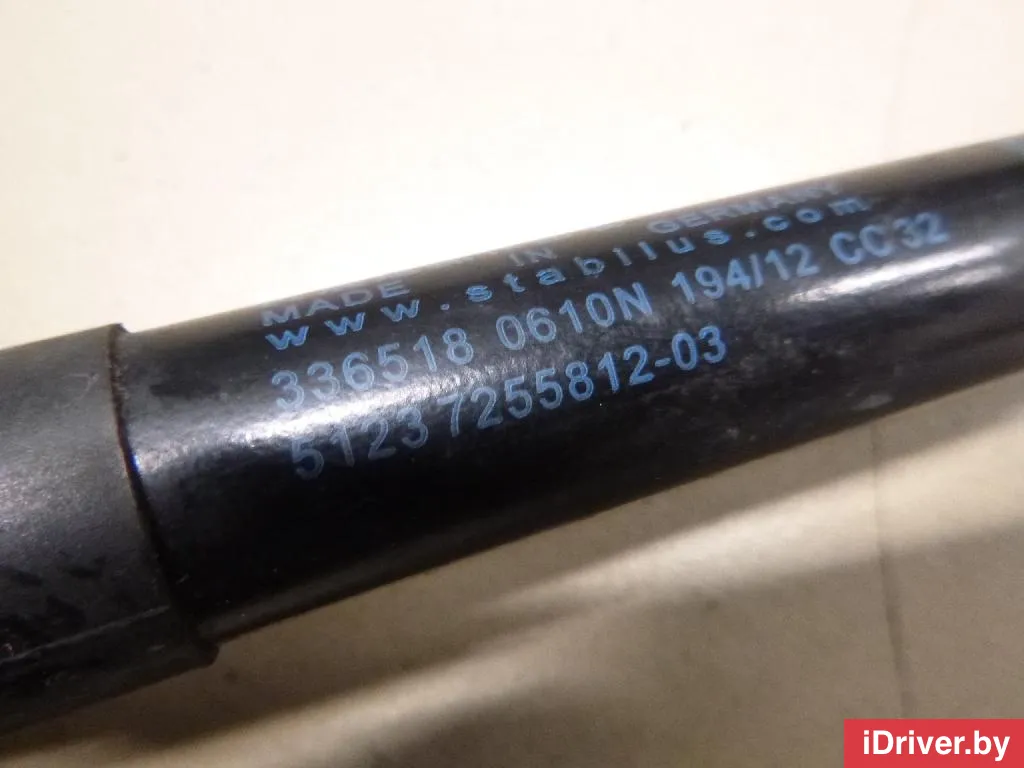 MADE IN GERMANY
www.stabilus.com
336518 0610N 194/12 CC32
5123 7255812-03
iDriver.by